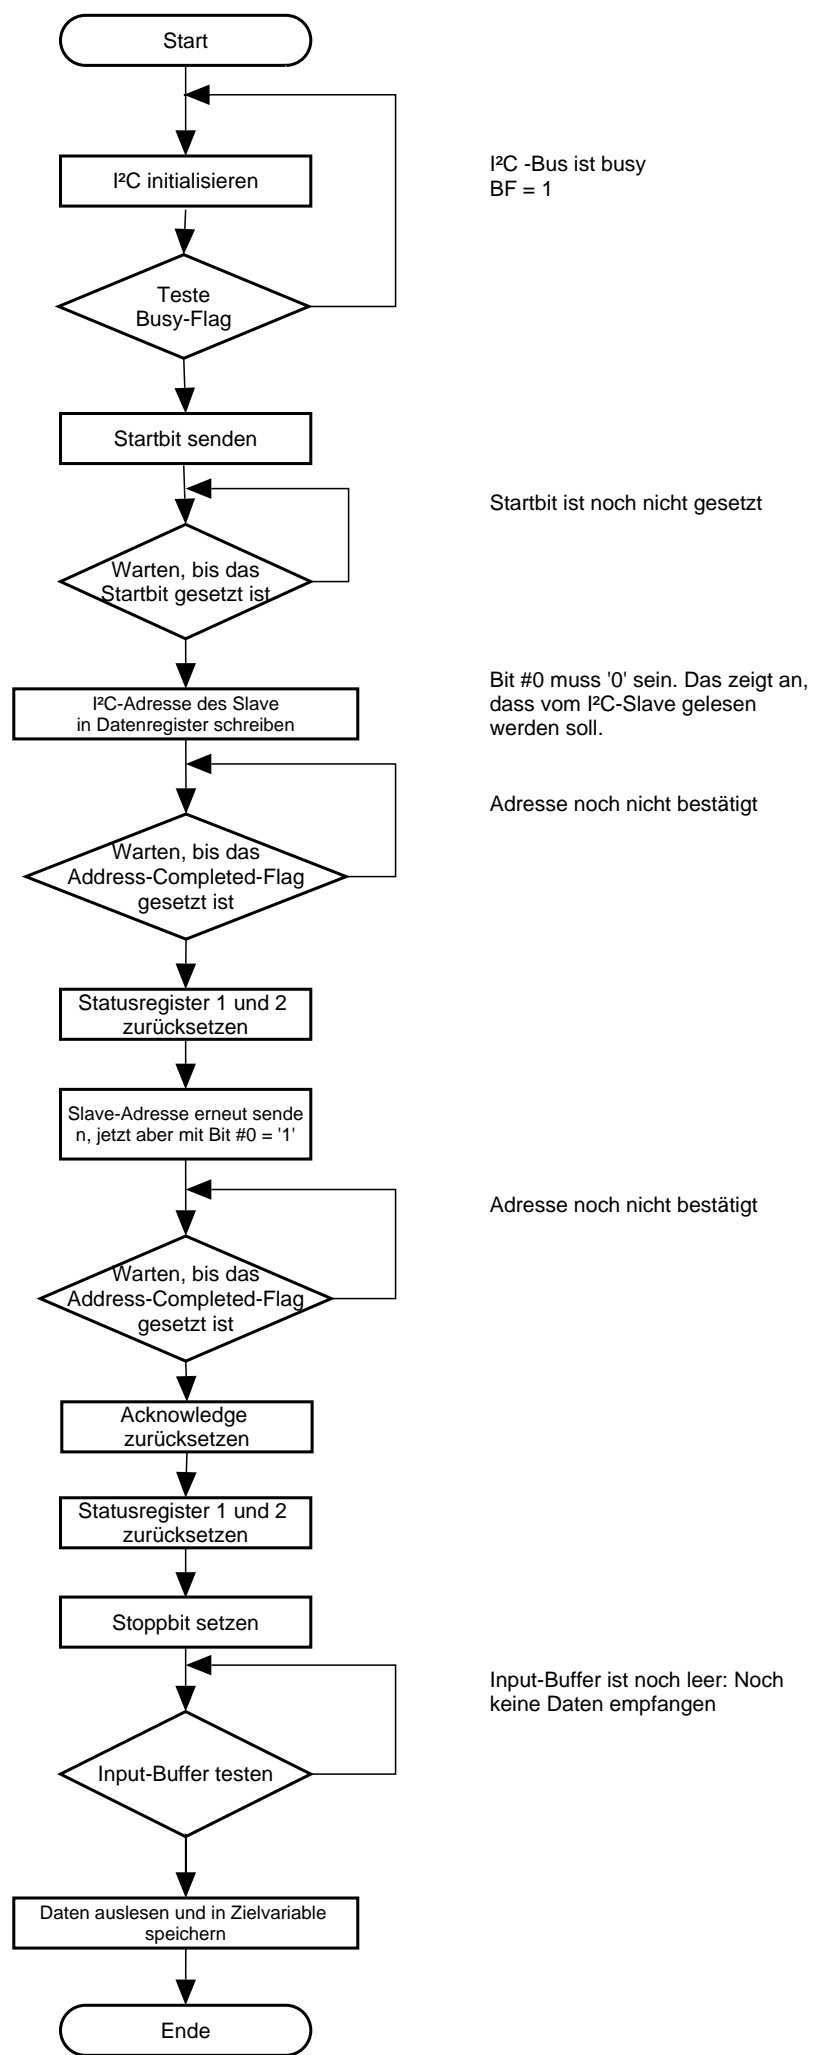 Start
I²C initialisieren
I²C -Bus ist busy
BF = 1
Teste
Busy-Flag
Startbit senden
Startbit ist noch nicht gesetzt
Warten, bis das
Startbit gesetzt ist
I²C-Adresse des Slave
in Datenregister schreiben
Bit #0 muss '0' sein. Das zeigt an,
dass vom I²C-Slave gelesen
werden soll.
Adresse noch nicht bestätigt
Warten, bis das
Address-Completed-Flag
gesetzt ist
Statusregister 1 und 2
zurücksetzen
Slave-Adresse erneut sende
n, jetzt aber mit Bit #0 = '1'
Adresse noch nicht bestätigt
Warten, bis das
Address-Completed-Flag
gesetzt ist
Acknowledge
zurücksetzen
Statusregister 1 und 2
zurücksetzen
Stoppbit setzen
Input-Buffer ist noch leer: Noch
keine Daten empfangen
Input-Buffer testen
Daten auslesen und in Zielvariable
speichern
Ende